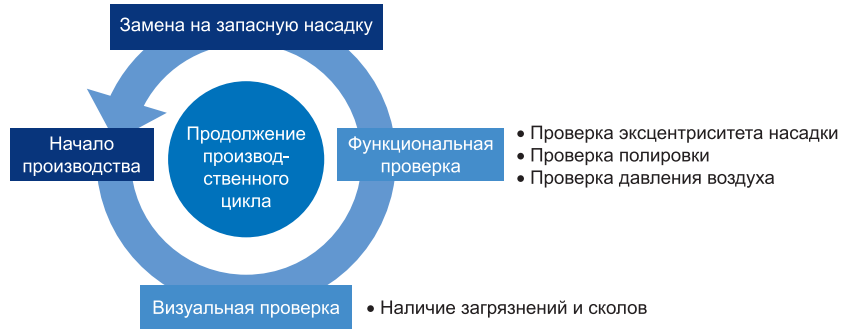 Замена на запасную насадку
Начало
производства
Продолжение
производ-
ственного
цикла
Функциональная
проверка
• Проверка эксцентриситета насадки
• Проверка полировки
• Проверка давления воздуха
Визуальная проверка
• Наличие загрязнений и сколов